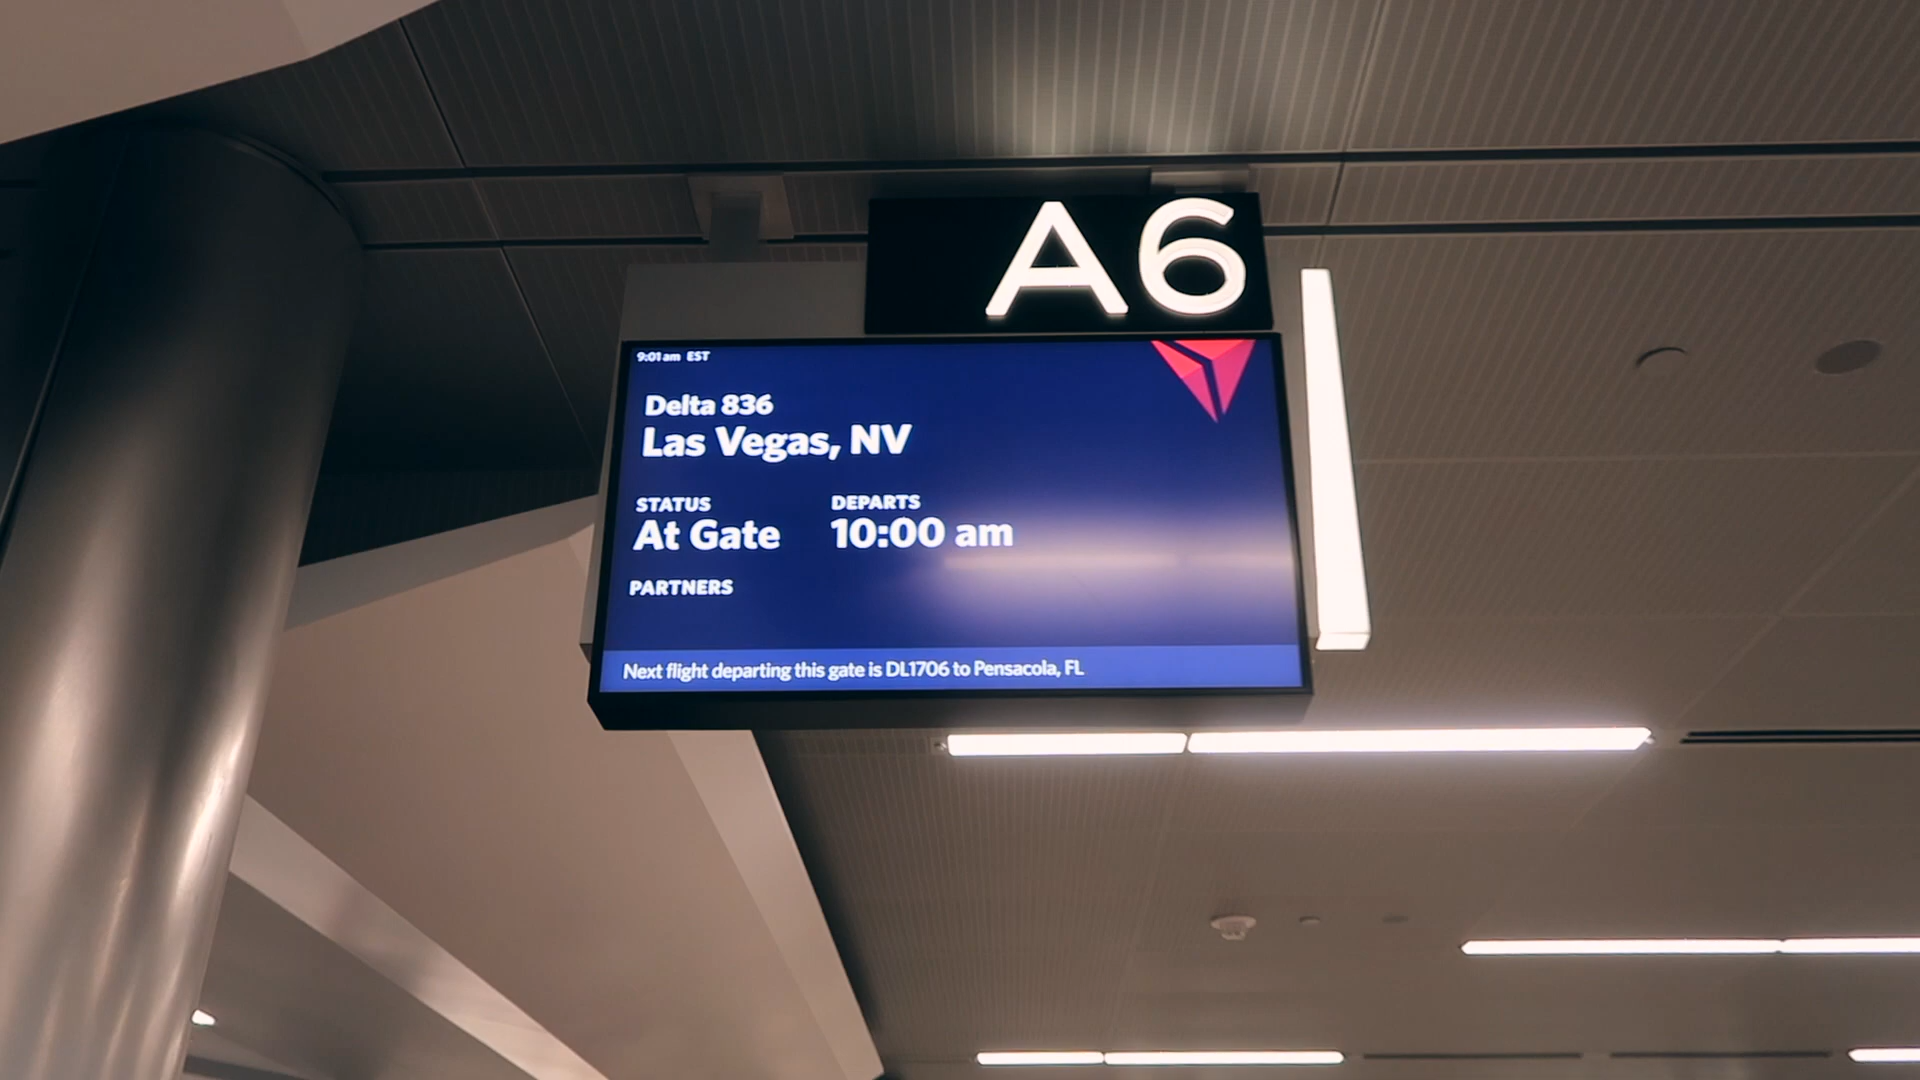 A6
9:01 am EST
Delta 836
Las Vegas, NV
STATUS DEPARTS
At Gate 10:00 am
PARTNERS
Next flight departing this gate is DL1706 to Pensacola, FL